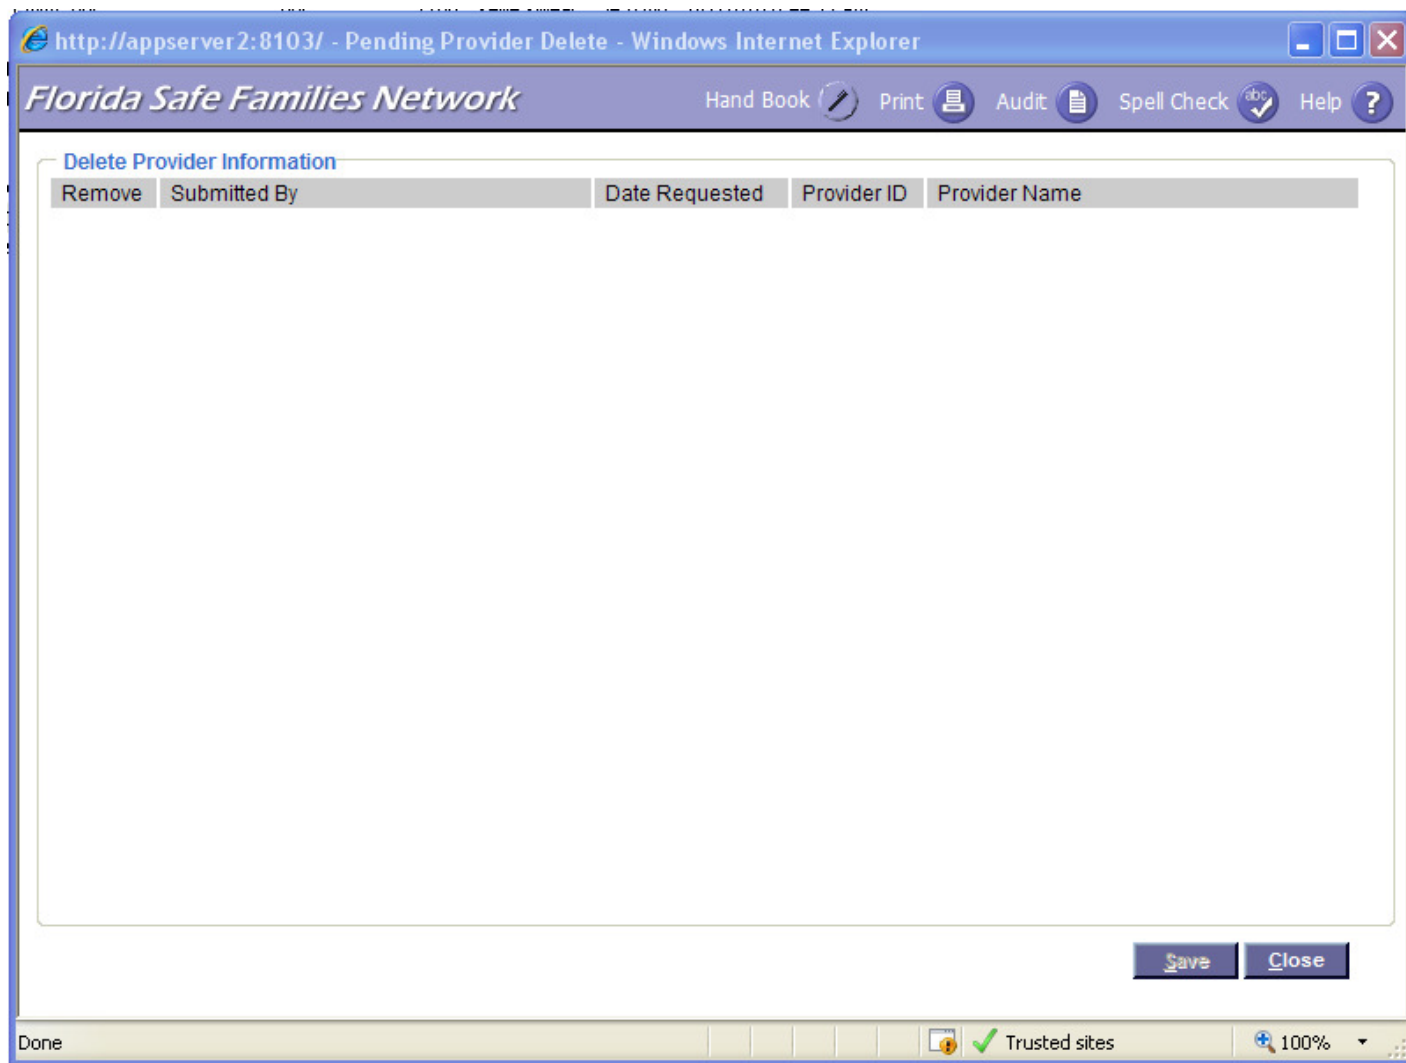 http://appserver2:8103/ - Pending Provider Delete - Windows Internet Explorer
Florida Safe Families Network Hand Book Print Audit abc Spell Check Help ?
Delete Provider Information
Remove Submitted By Date Requested Provider ID Provider Name
Save Close
Done Trusted sites 100%